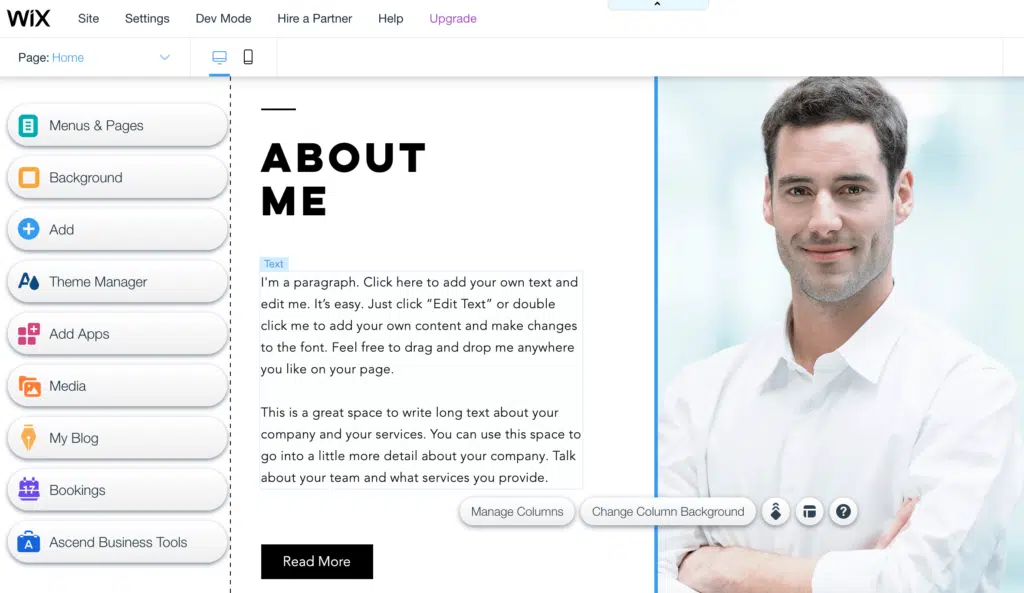 WiX Site Settings Dev Mode Hire a Partner Help Upgrade
Page: Home
Menus & Pages
Background
Add
Theme Manager
Add Apps
Media
My Blog
17
Bookings
A
Ascend Business Tools
ABOUT
ME
Text
I'm a paragraph. Click here to add your own text and
edit me. It’s easy. Just click “Edit Text” or double
click me to add your own content and make changes
to the font. Feel free to drag and drop me anywhere
you like on your page.
This is a great space to write long text about your
company and your services. You can use this space to
go into a little more detail about your company. Talk
about your team and what services you provide.
Manage Columns Change Column Background ?
Read More